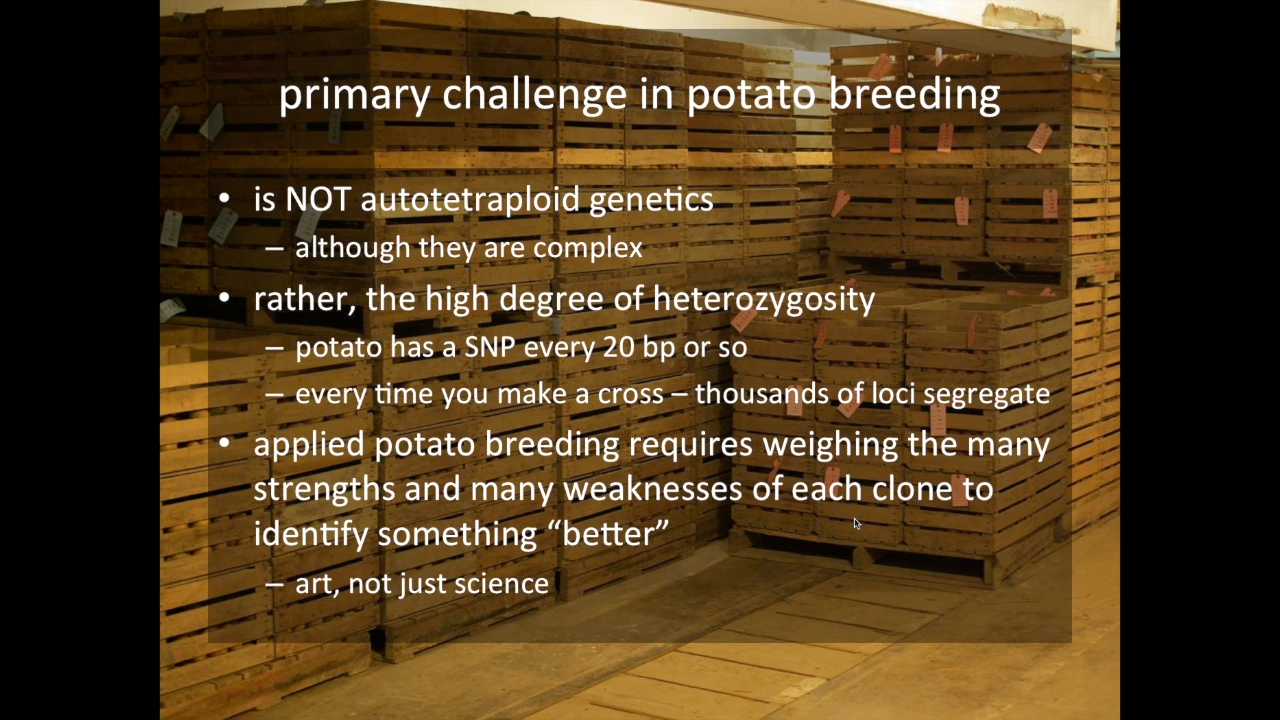 primary challenge in potato breeding
• is NOT autotetraploid genetics
– although they are complex
• rather, the high degree of heterozygosity
– potato has a SNP every 20 bp or so
– every time you make a cross – thousands of loci segregate
• applied potato breeding requires weighing the many
strengths and many weaknesses of each clone to
identify something “better”
– art, not just science